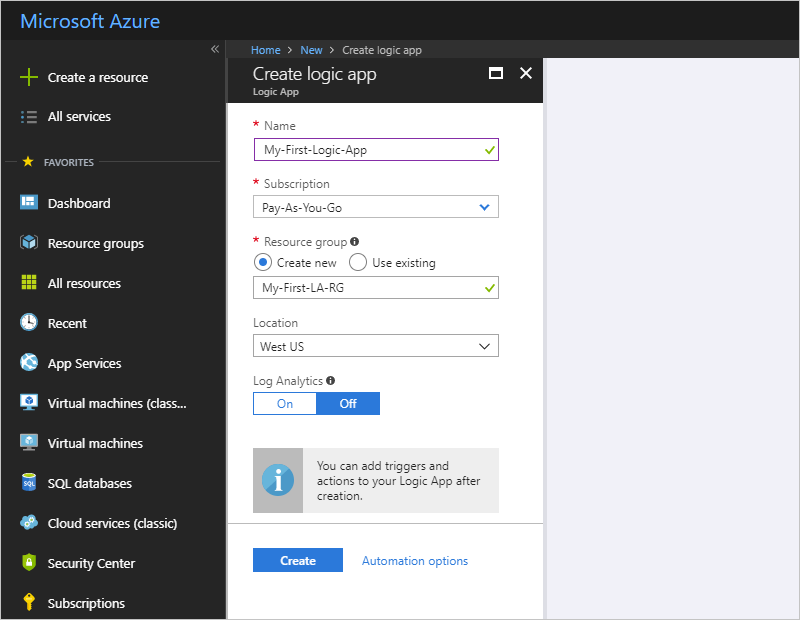 Microsoft Azure
«
Create a resource
All services
FAVORITES
Dashboard
Resource groups
All resources
Recent
App Services
Virtual machines (class...
Virtual machines
SQL databases
Cloud services (classic)
Security Center
Subscriptions
Home > New > Create logic app
Create logic app
Logic App
* Name
My-First-Logic-App
* Subscription
Pay-As-You-Go
* Resource group
Create new Use existing
My-First-LA-RG
Location
West US
Log Analytics
On Off
You can add triggers and
actions to your Logic App after
creation.
Create Automation options